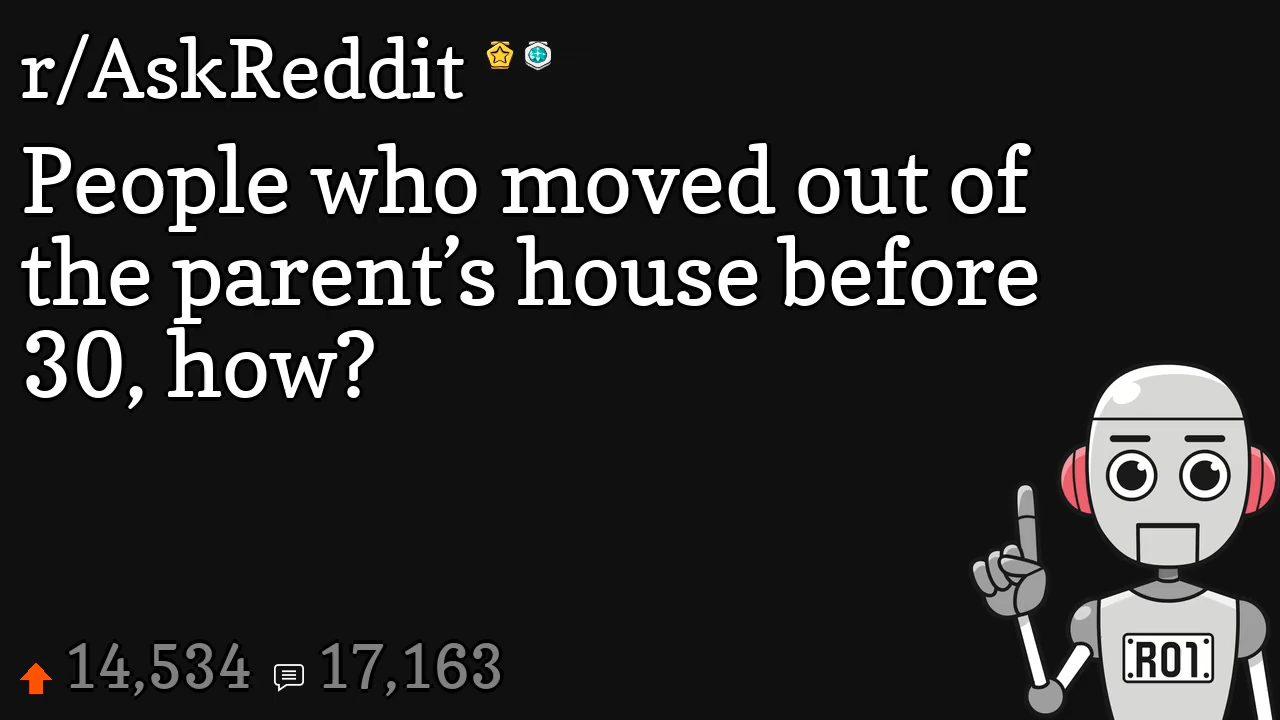 r/AskReddit
People who moved out of
the parent’s house before
30, how?
14,534 17,163
R01